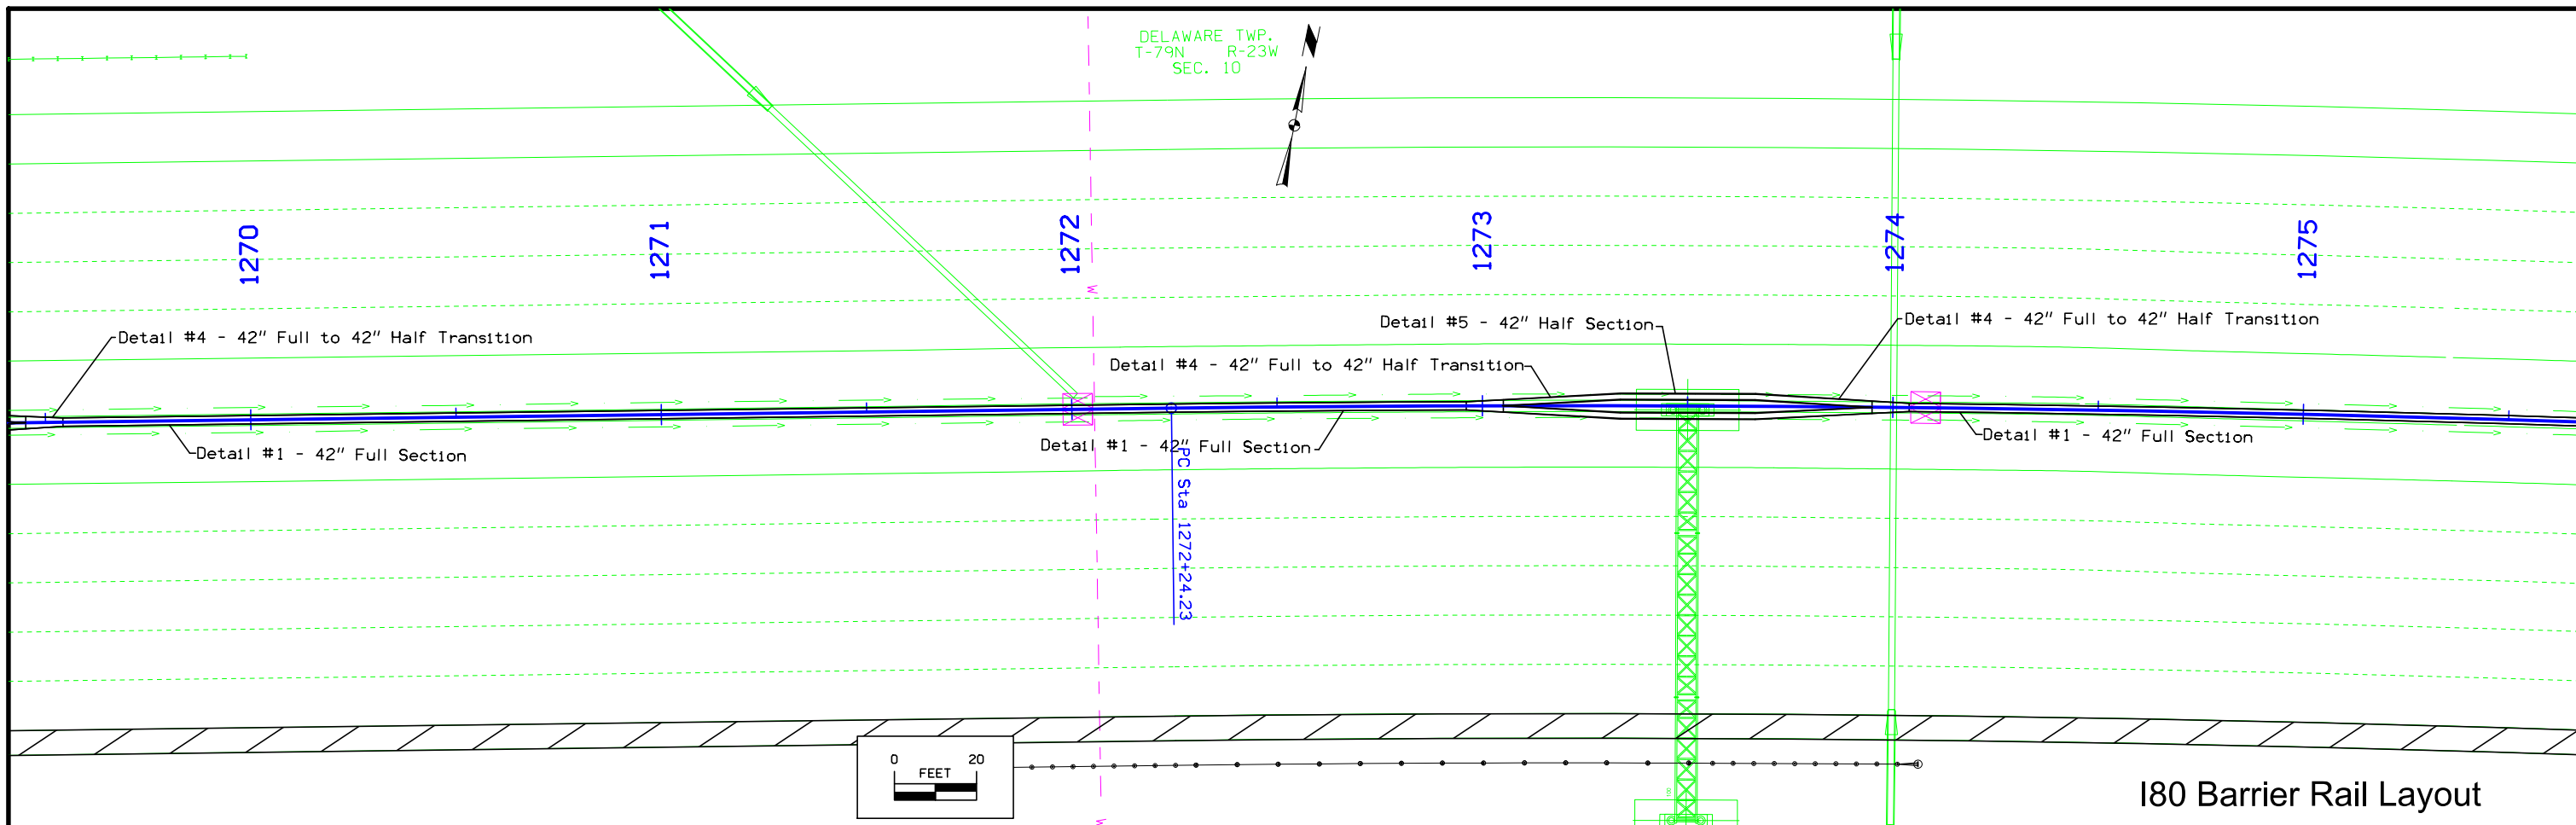 DELAWARE TWP.
T-79N R-23W
SEC. 10
1270
1271
1272
1273
1274
1275
W
Detail #4 - 42" Full to 42" Half Transition
Detail #5 - 42" Half Section
Detail #4 - 42" Full to 42" Half Transition
Detail #4 - 42" Full to 42" Half Transition
Detail #1 - 42" Full Section
Detail #1 - 42" Full Section
Detail #1 - 42" Full Section
PC Sta 1272+24.23
0 20
FEET
W
I80 Barrier Rail Layout